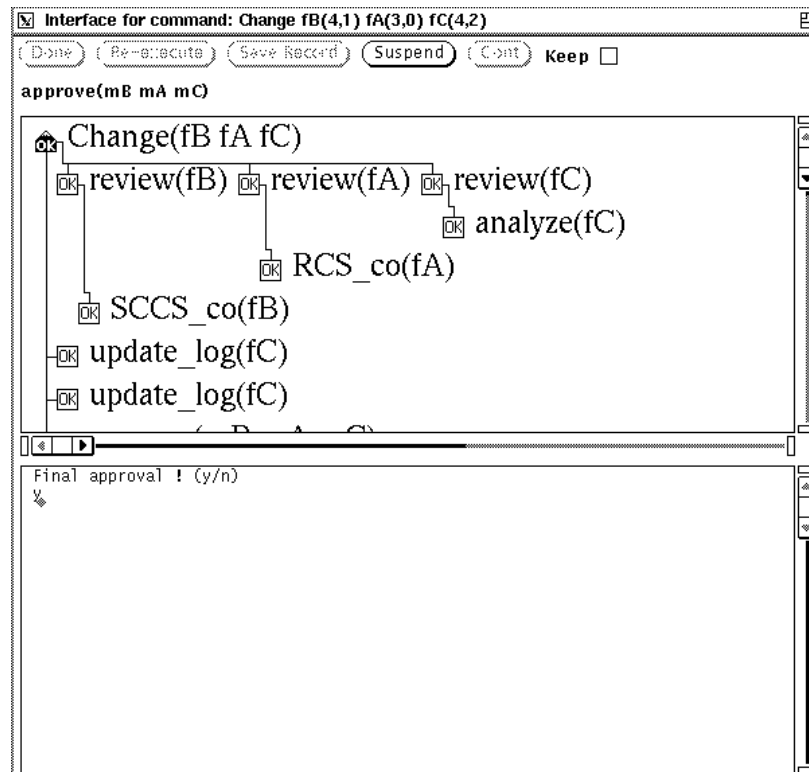 Interface for command: Change fB(4,1) fA(3,0) fC(4,2)
Done Re-execute Save Record Suspend Cont Keep
approve(mB mA mC)
OK Change(fB fA fC)
OK review(fB) OK review(fA) OK review(fC)
OK analyze(fC)
OK RCS_co(fA)
OK SCCS_co(fB)
OK update_log(fC)
OK update_log(fC)
Final approval ! (y/n)
y